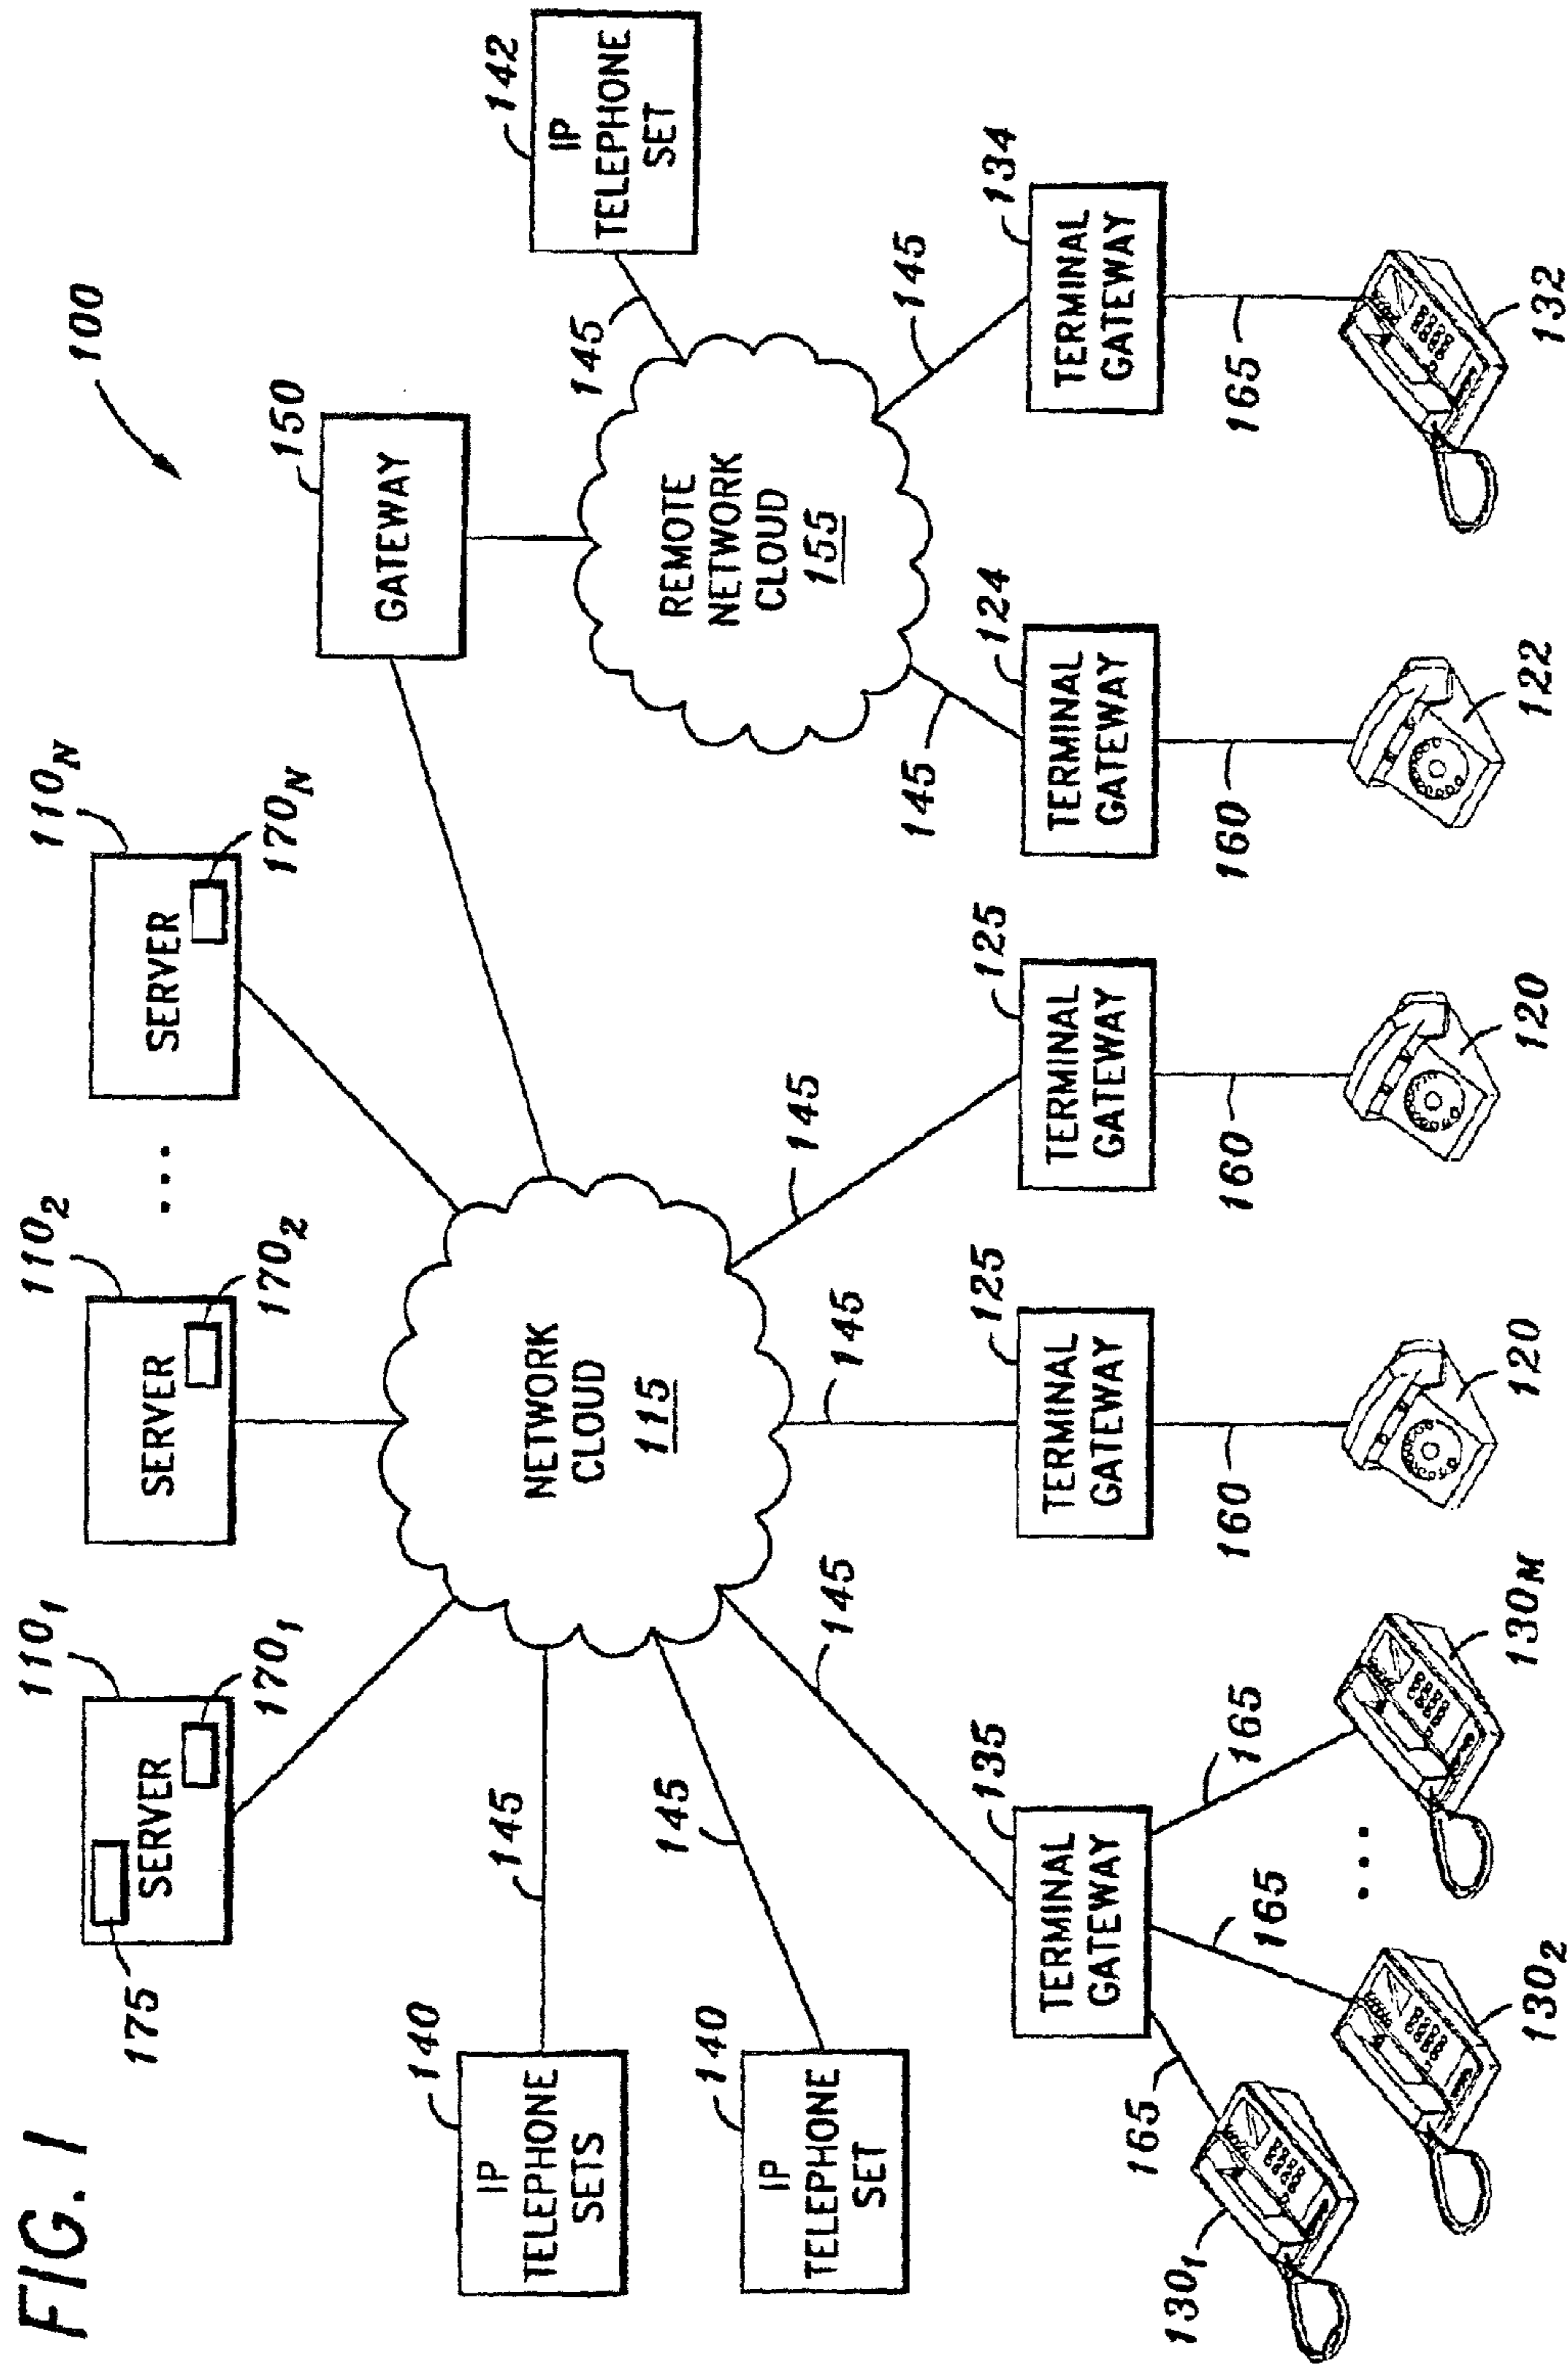 FIG. 1
100
110₁
110₂
110N
175
SERVER
170₁
SERVER
170₂
...
SERVER
170N
150
GATEWAY
142
IP
TELEPHONE
SET
145
140
IP
TELEPHONE
SETS
145
140
IP
TELEPHONE
SET
145
NETWORK
CLOUD
115
REMOTE
NETWORK
CLOUD
155
145
145
145
145
145
135
TERMINAL
GATEWAY
125
TERMINAL
GATEWAY
125
TERMINAL
GATEWAY
124
TERMINAL
GATEWAY
134
TERMINAL
GATEWAY
165
165
165
160
160
160
165
130₁
130₂
...
130M
120
120
122
132